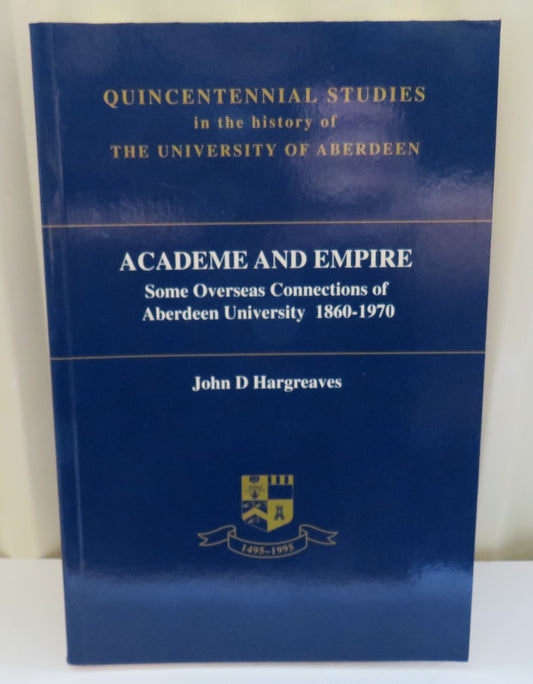 QUINCENTENNIAL STUDIES
in the history of
THE UNIVERSITY OF ABERDEEN
ACADEME AND EMPIRE
Some Overseas Connections of
Aberdeen University 1860-1970
John D Hargreaves
1495–1995